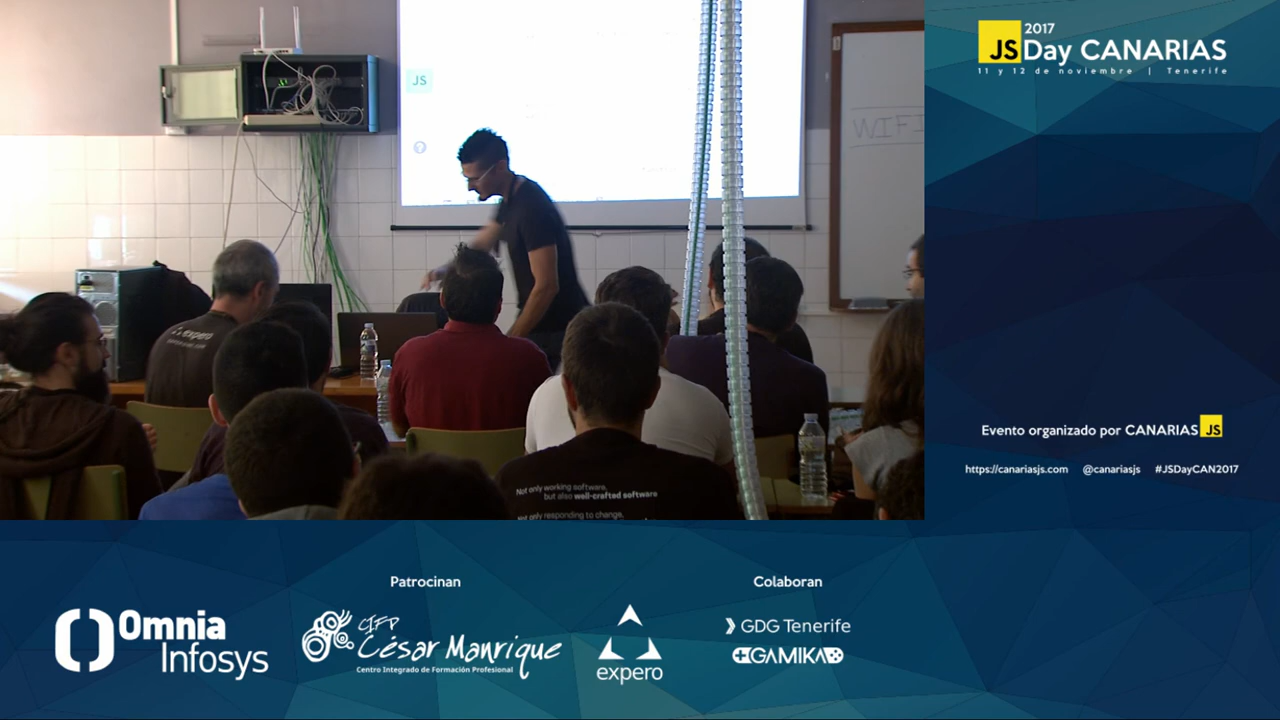 JS
WIFI
expero
Not only working software,
but also well-crafted software
Not only responding to change,
2017
JS Day CANARIAS
11 y 12 de noviembre | Tenerife
Evento organizado por CANARIAS JS
https://canariasjs.com @canariasjs #JSDayCAN2017
Patrocinan
Colaboran
Omnia
Infosys
CIFP
César Manrique
Centro Integrado de Formación Profesional
expero
GDG Tenerife
GAMIKA